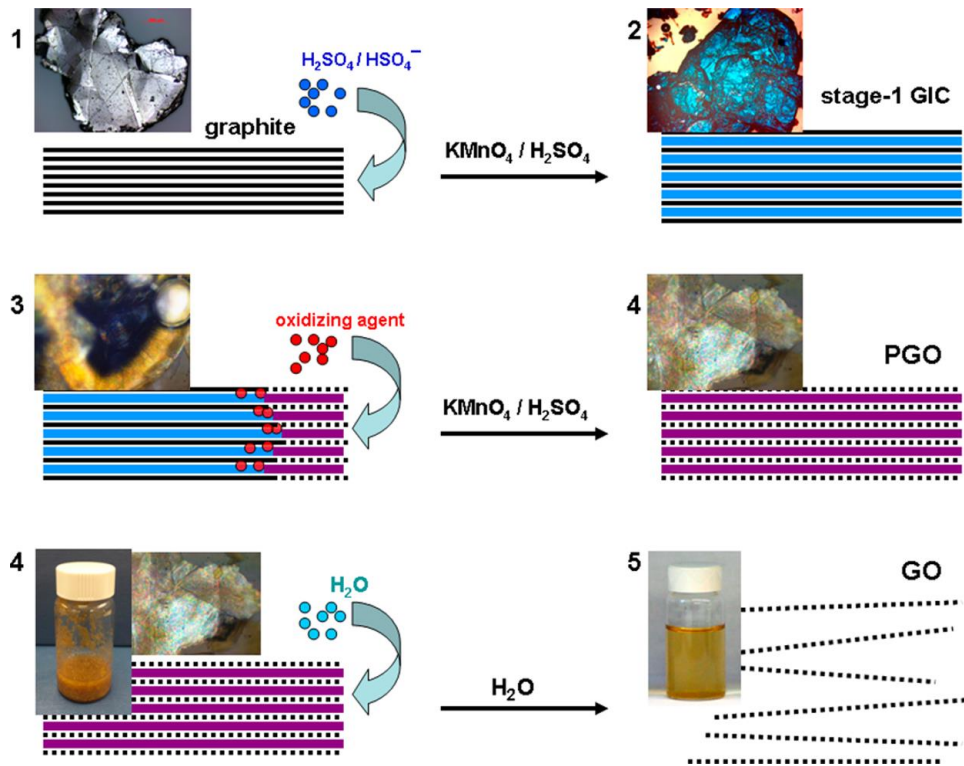 1
H₂SO₄ / HSO₄⁻
graphite
KMnO₄ / H₂SO₄
2
stage-1 GIC
3
oxidizing agent
KMnO₄ / H₂SO₄
4
PGO
4
H₂O
H₂O
5
GO